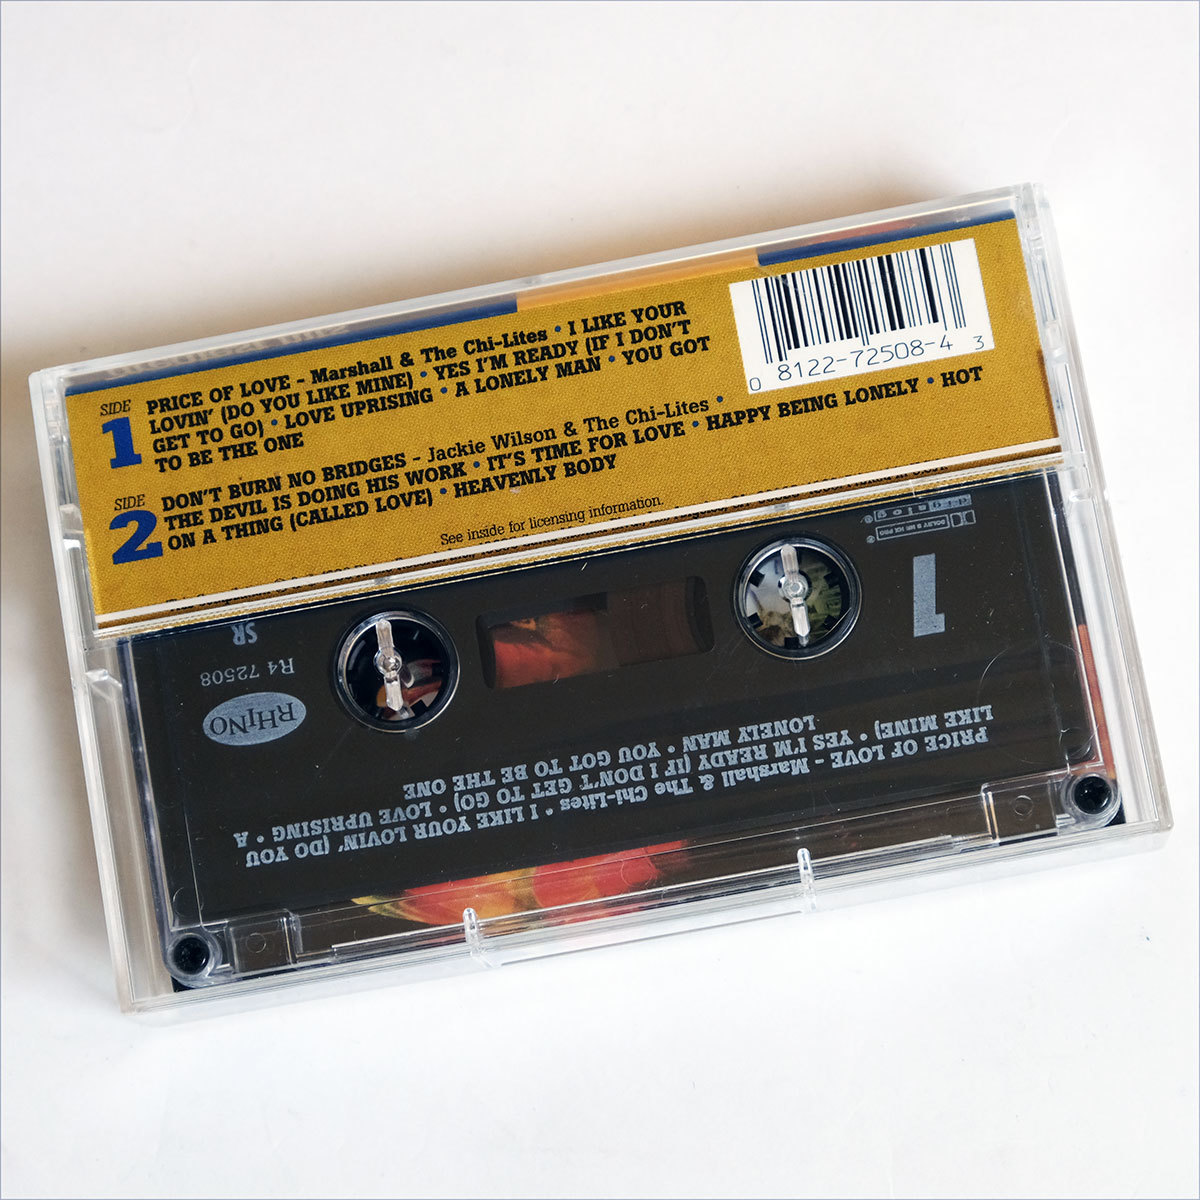 SIDE
1
PRICE OF LOVE - Marshall & The Chi-Lites • I LIKE YOUR
LOVIN' (DO YOU LIKE MINE) • YES I'M READY (IF I DON'T
GET TO GO) • LOVE UPRISING • A LONELY MAN • YOU GOT
TO BE THE ONE
SIDE
2
DON'T BURN NO BRIDGES - Jackie Wilson & The Chi-Lites •
THE DEVIL IS DOING HIS WORK • IT'S TIME FOR LOVE • HAPPY BEING LONELY • HOT
ON A THING (CALLED LOVE) • HEAVENLY BODY
See inside for licensing information.
0 8122-72508-4 3
1
DOLBY B NR HX PRO
digalog
SR
R4 72508
RHINO
PRICE OF LOVE - Marshall & The Chi-Lites • I LIKE YOUR LOVIN' (DO YOU
LIKE MINE) • YES I'M READY (IF I DON'T GET TO GO) • LOVE UPRISING • A
LONELY MAN • YOU GOT TO BE THE ONE